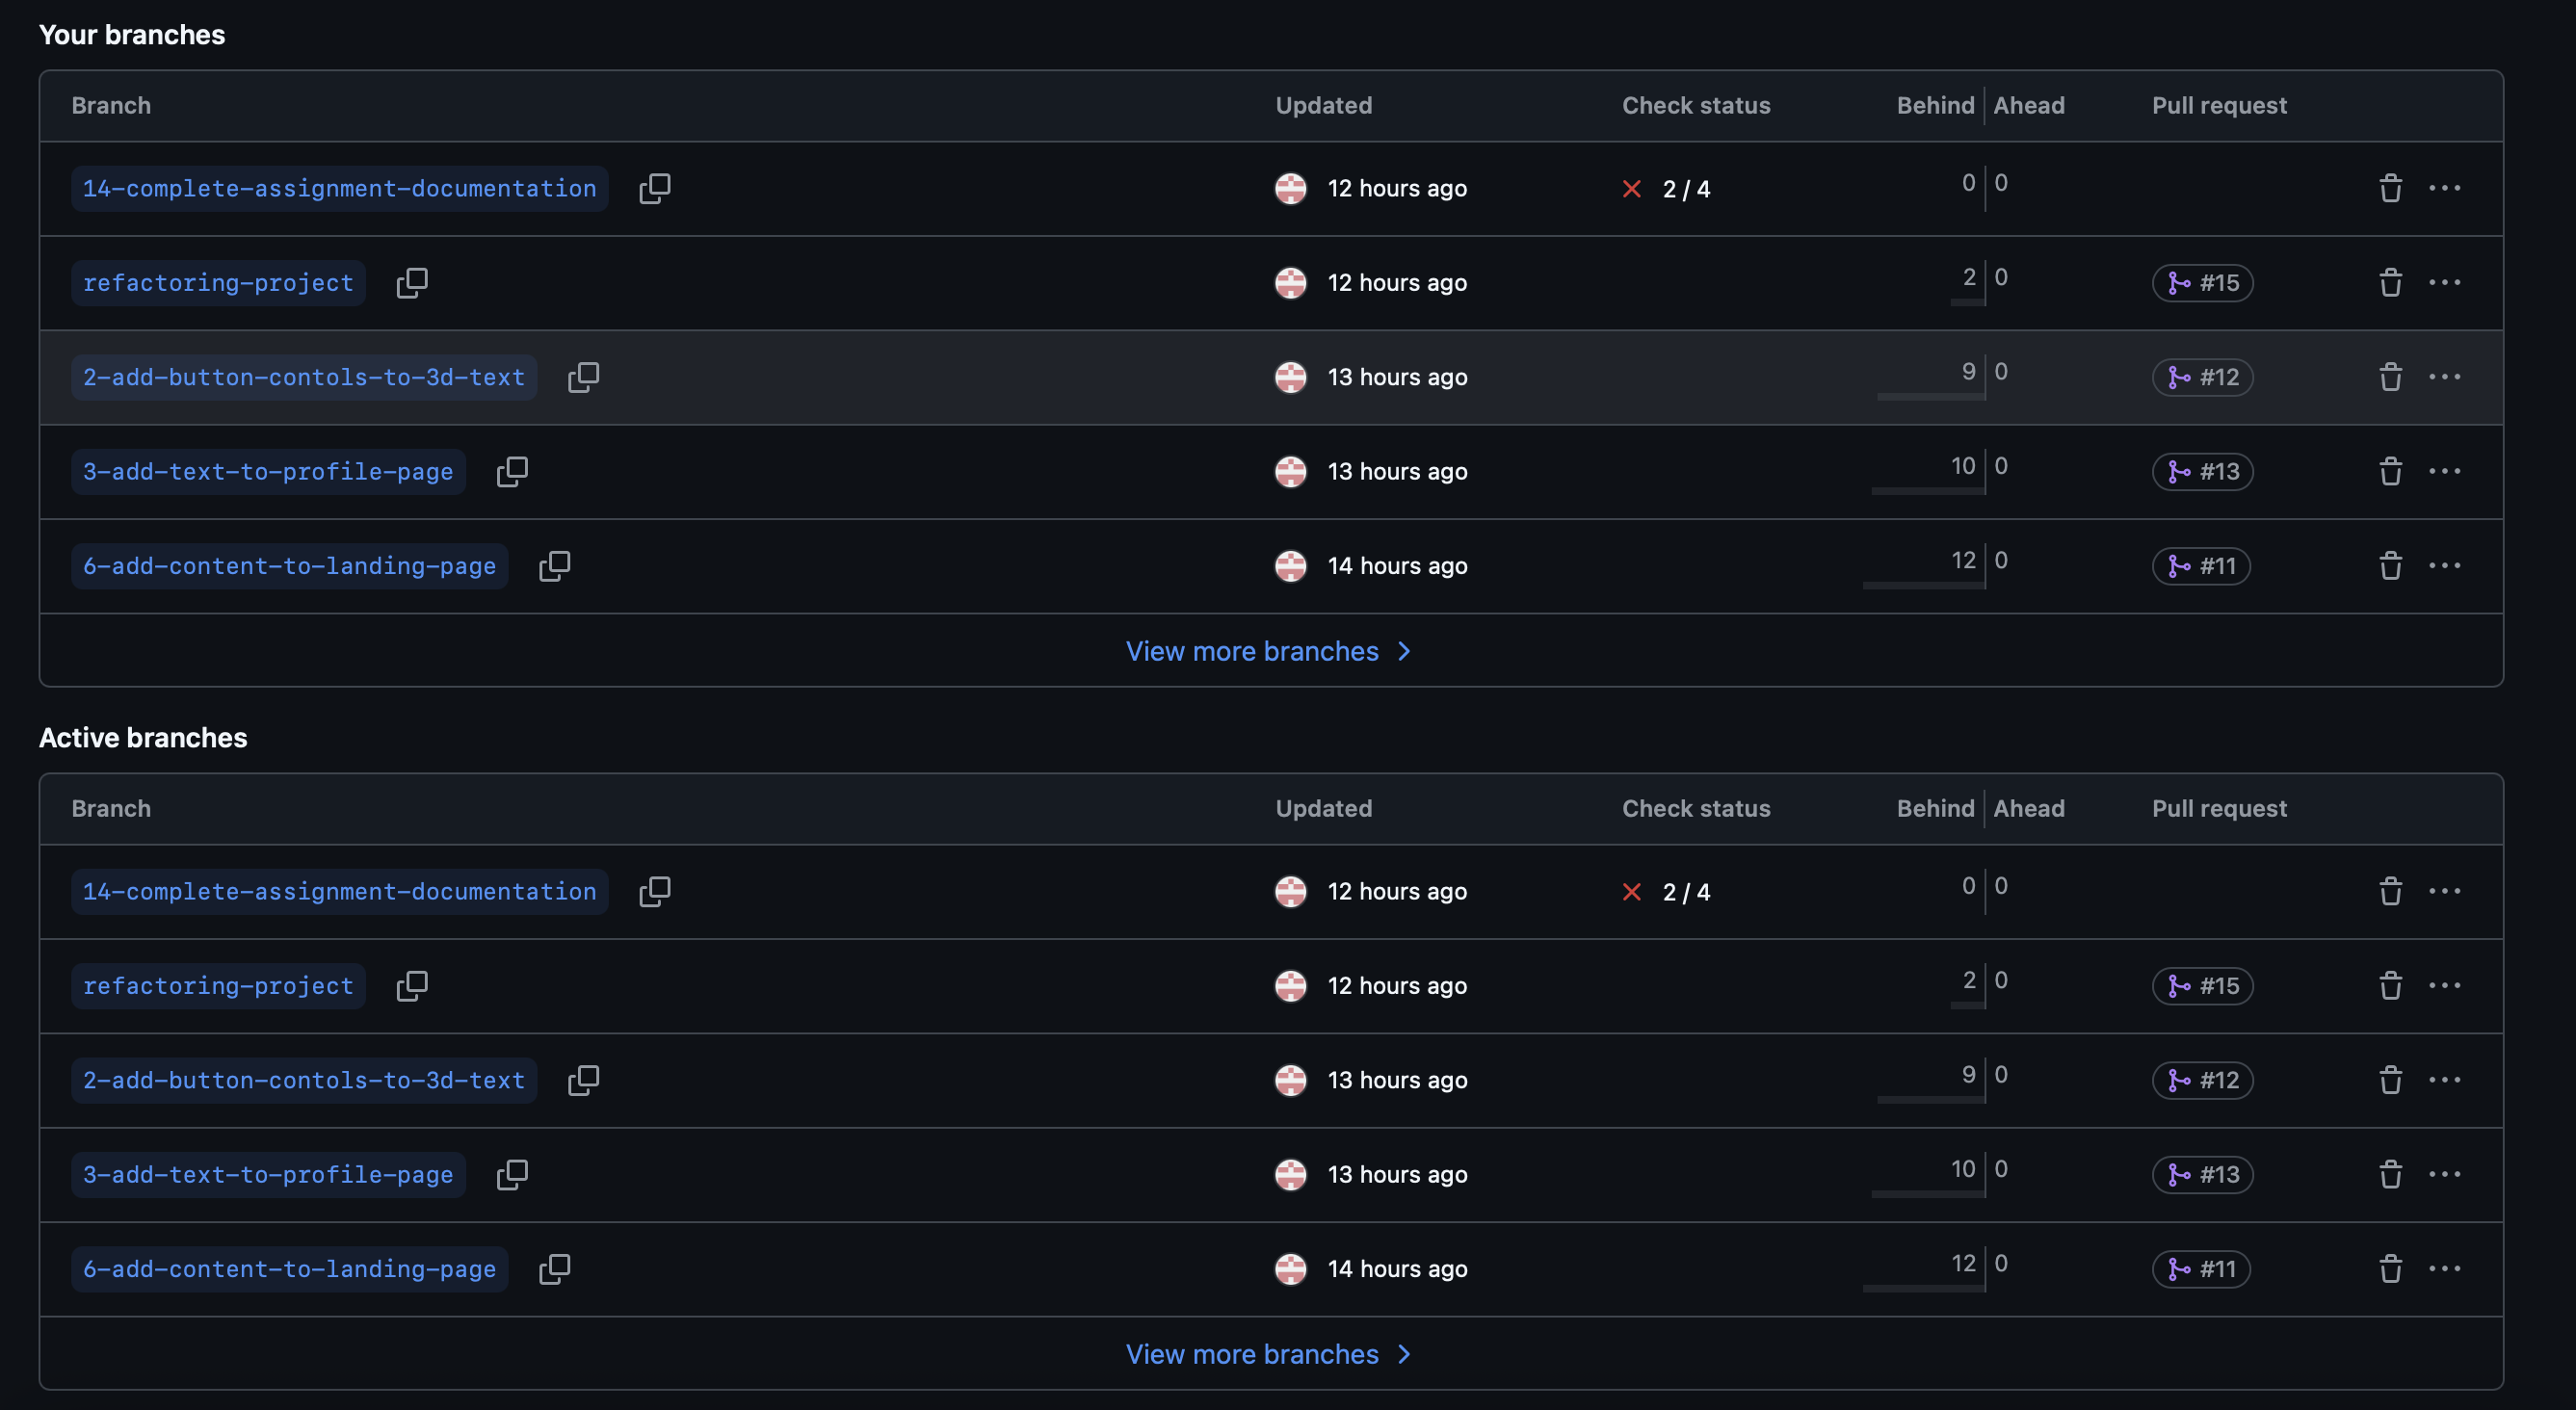 Your branches
Branch Updated Check status Behind Ahead Pull request
14-complete-assignment-documentation 12 hours ago 2 / 4 0 0
refactoring-project 12 hours ago 2 0 #15
2-add-button-contols-to-3d-text 13 hours ago 9 0 #12
3-add-text-to-profile-page 13 hours ago 10 0 #13
6-add-content-to-landing-page 14 hours ago 12 0 #11
View more branches
Active branches
Branch Updated Check status Behind Ahead Pull request
14-complete-assignment-documentation 12 hours ago 2 / 4 0 0
refactoring-project 12 hours ago 2 0 #15
2-add-button-contols-to-3d-text 13 hours ago 9 0 #12
3-add-text-to-profile-page 13 hours ago 10 0 #13
6-add-content-to-landing-page 14 hours ago 12 0 #11
View more branches